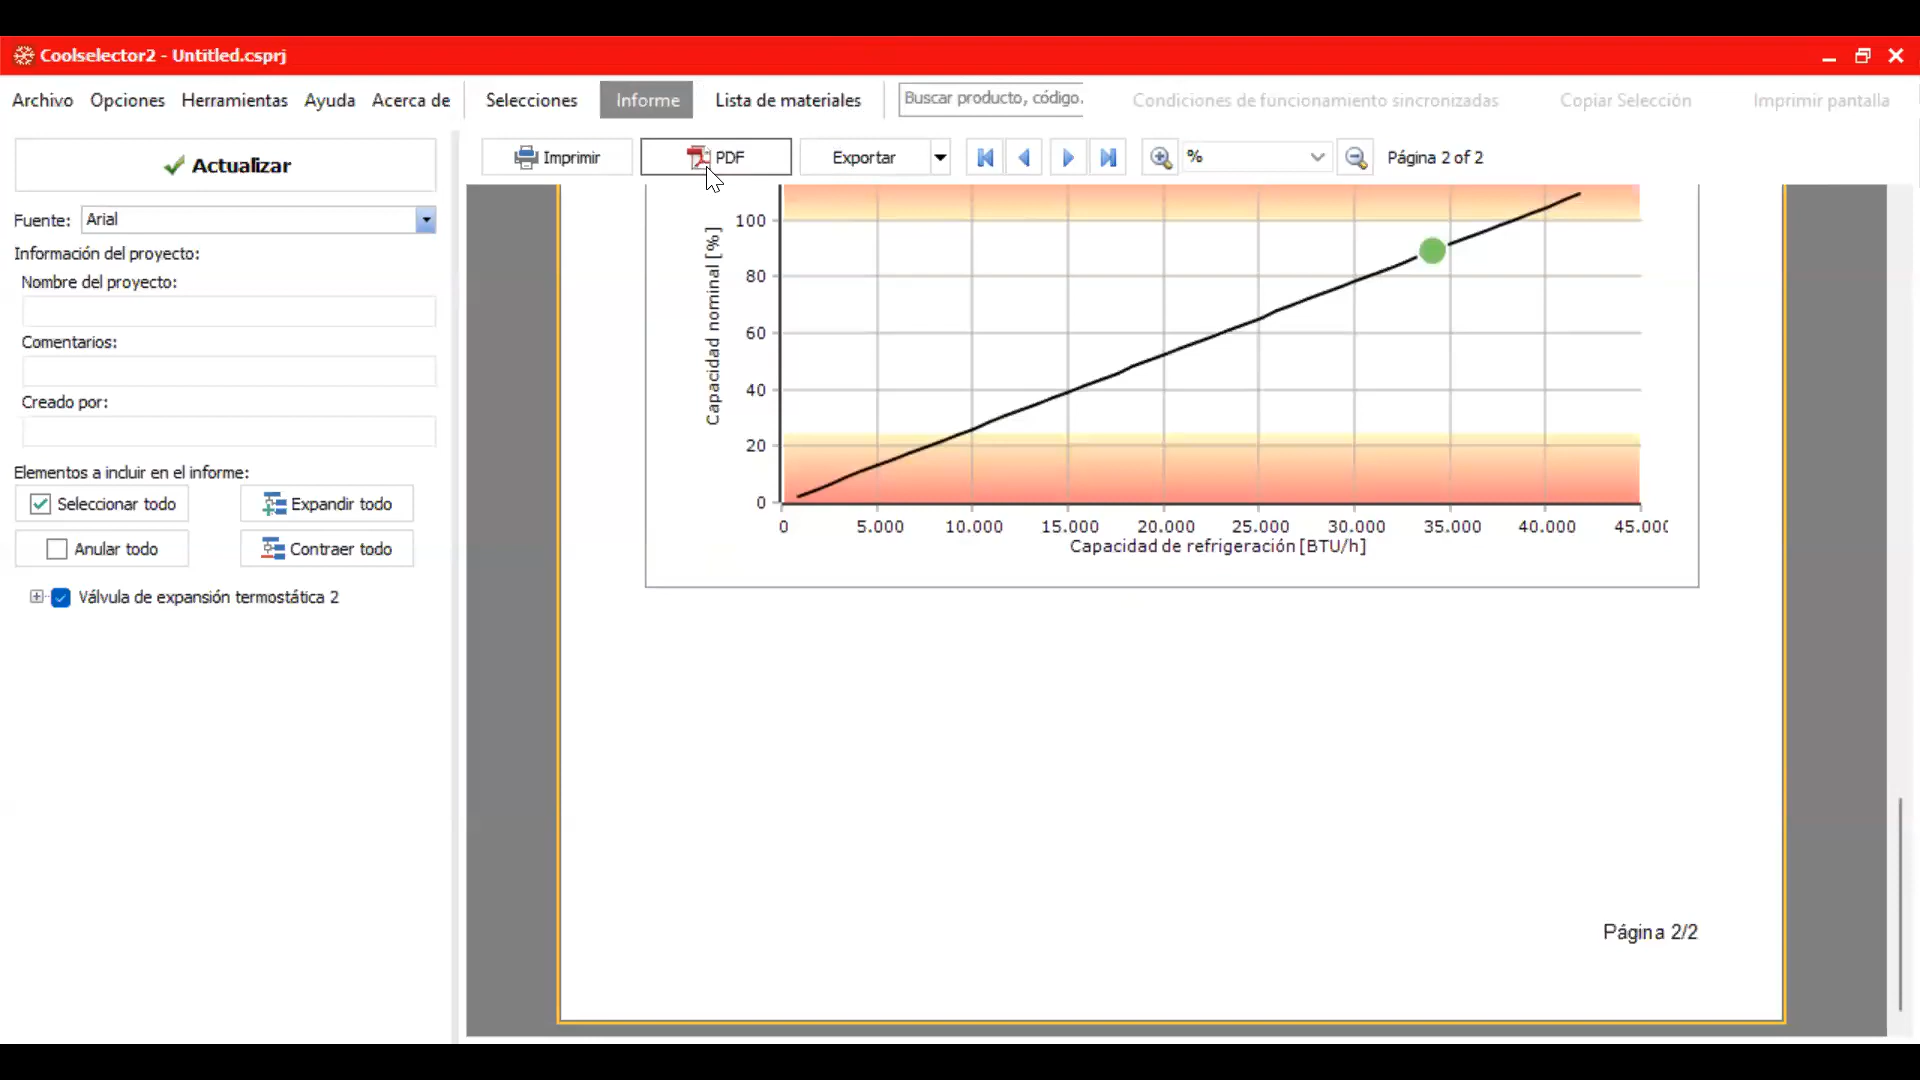 Coolselector2 - Untitled.csprj
Archivo Opciones Herramientas Ayuda Acerca de Selecciones Informe Lista de materiales Buscar producto, código. Condiciones de funcionamiento sincronizadas Copiar Selección Imprimir pantalla
Actualizar
Imprimir PDF Exportar % Página 2 of 2
Fuente: Arial
Información del proyecto:
Nombre del proyecto:
Comentarios:
Creado por:
Elementos a incluir en el informe:
Seleccionar todo Expandir todo
Anular todo Contraer todo
Válvula de expansión termostática 2
Capacidad nominal [%]
100
80
60
40
20
0
0 5.000 10.000 15.000 20.000 25.000 30.000 35.000 40.000 45.000
Capacidad de refrigeración [BTU/h]
Página 2/2